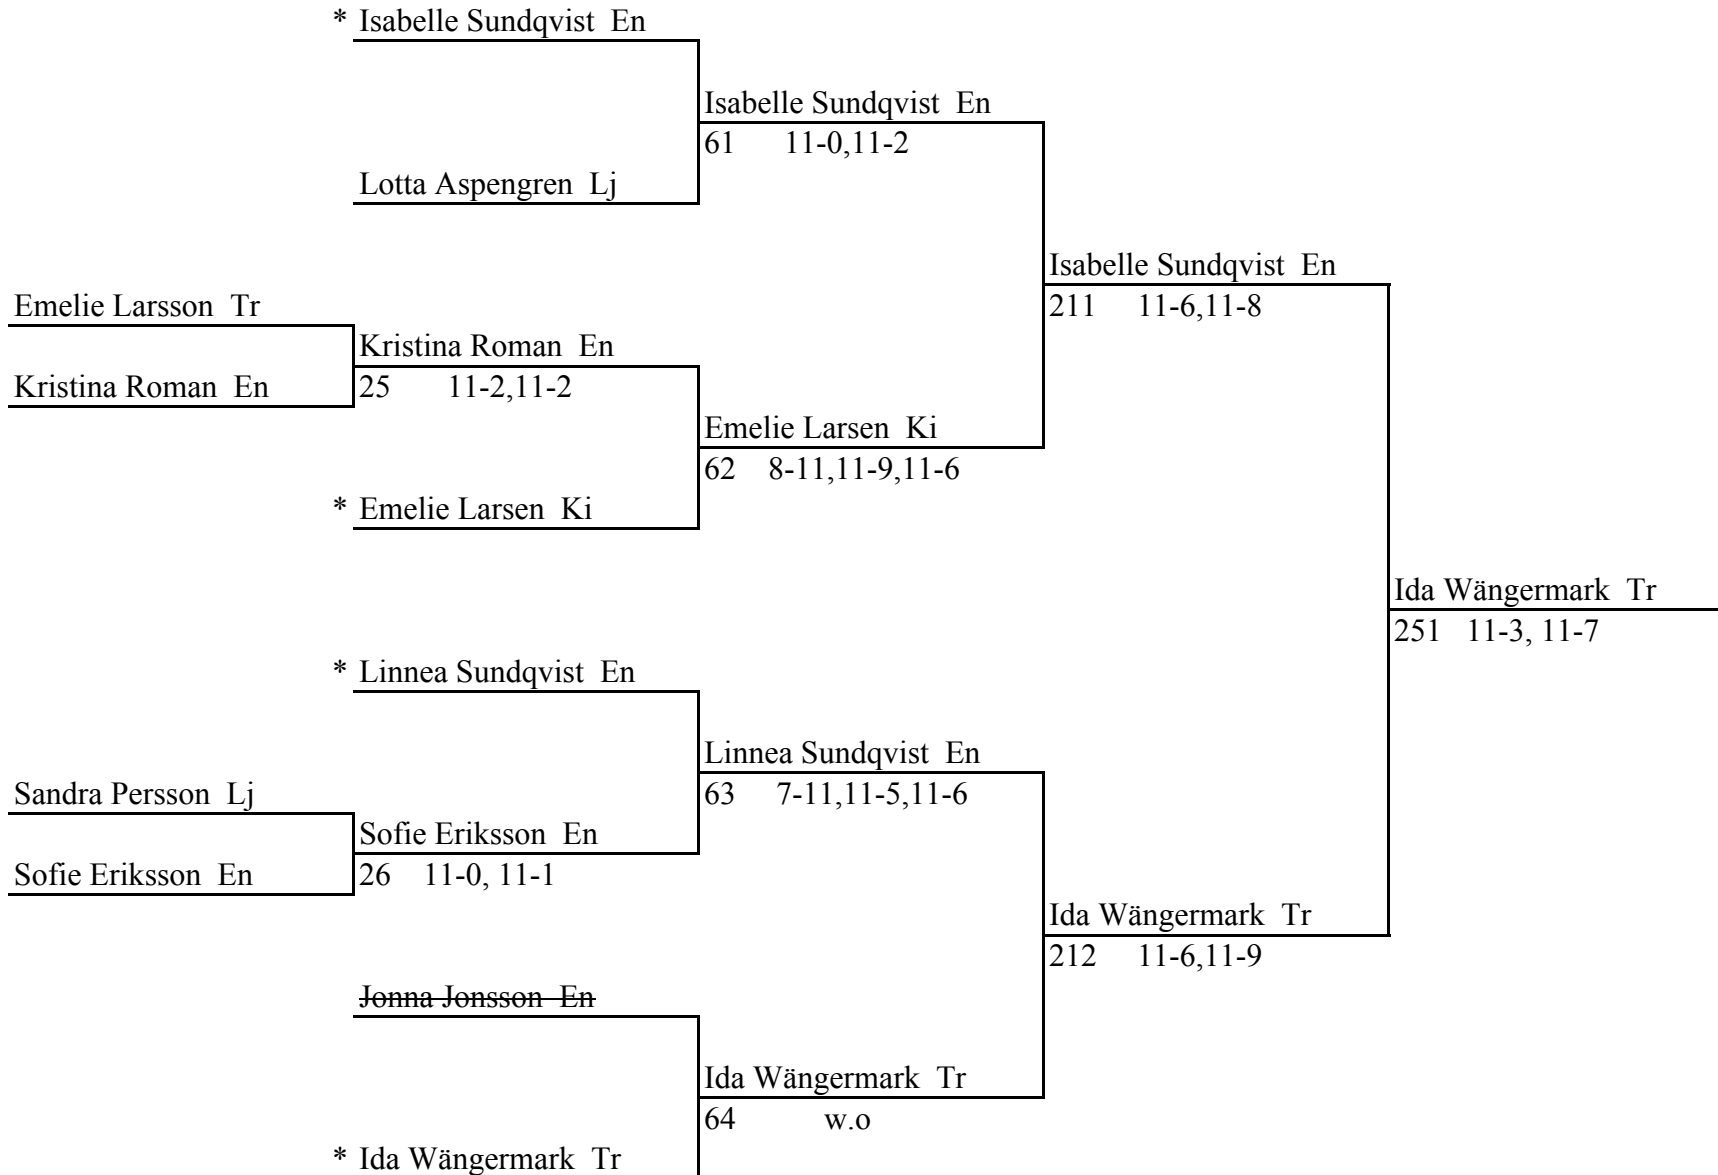 * Isabelle Sundqvist En
Isabelle Sundqvist En
61 11-0,11-2
Lotta Aspengren Lj
Isabelle Sundqvist En
211 11-6,11-8
Emelie Larsson Tr
Kristina Roman En
Kristina Roman En
25 11-2,11-2
Emelie Larsen Ki
62 8-11,11-9,11-6
* Emelie Larsen Ki
Ida Wängermark Tr
251 11-3, 11-7
* Linnea Sundqvist En
Linnea Sundqvist En
63 7-11,11-5,11-6
Sandra Persson Lj
Sofie Eriksson En
Sofie Eriksson En
26 11-0, 11-1
Ida Wängermark Tr
212 11-6,11-9
Jonna Jonsson En
Ida Wängermark Tr
64 w.o
* Ida Wängermark Tr